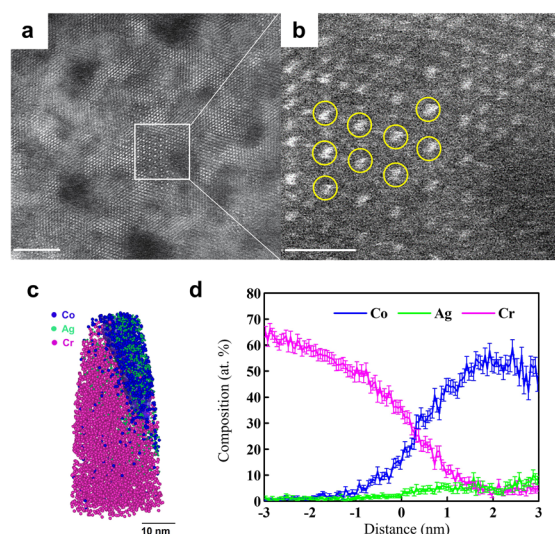 a
b
c
Co
Ag
Cr
10 nm
d
Co Ag Cr
Composition (at. %)
80
70
60
50
40
30
20
10
0
-3 -2 -1 0 1 2 3
Distance (nm)